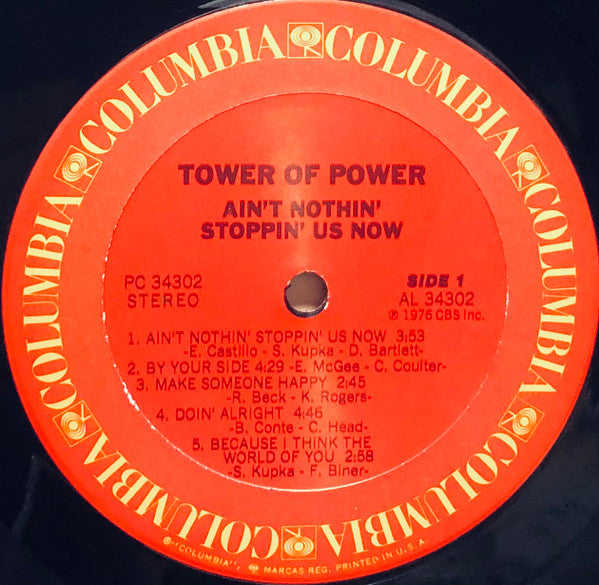 COLUMBIA COLUMBIA COLUMBIA COLUMBIA COLUMBIA COLUMBIA
TOWER OF POWER
AIN'T NOTHIN'
STOPPIN' US NOW
PC 34302
STEREO
SIDE 1
AL 34302
℗ 1976 CBS Inc.
1. AIN'T NOTHIN' STOPPIN' US NOW 3:53
-E. Castillo - S. Kupka - D. Bartlett-
2. BY YOUR SIDE 4:29 -E. McGee - C. Coulter-
3. MAKE SOMEONE HAPPY 2:45
-R. Beck - K. Rogers-
4. DOIN' ALRIGHT 4:46
-B. Conte - C. Head-
5. BECAUSE I THINK THE
WORLD OF YOU 2:58
-S. Kupka - F. Biner-
®"COLUMBIA", MARCAS REG. PRINTED IN U.S.A.